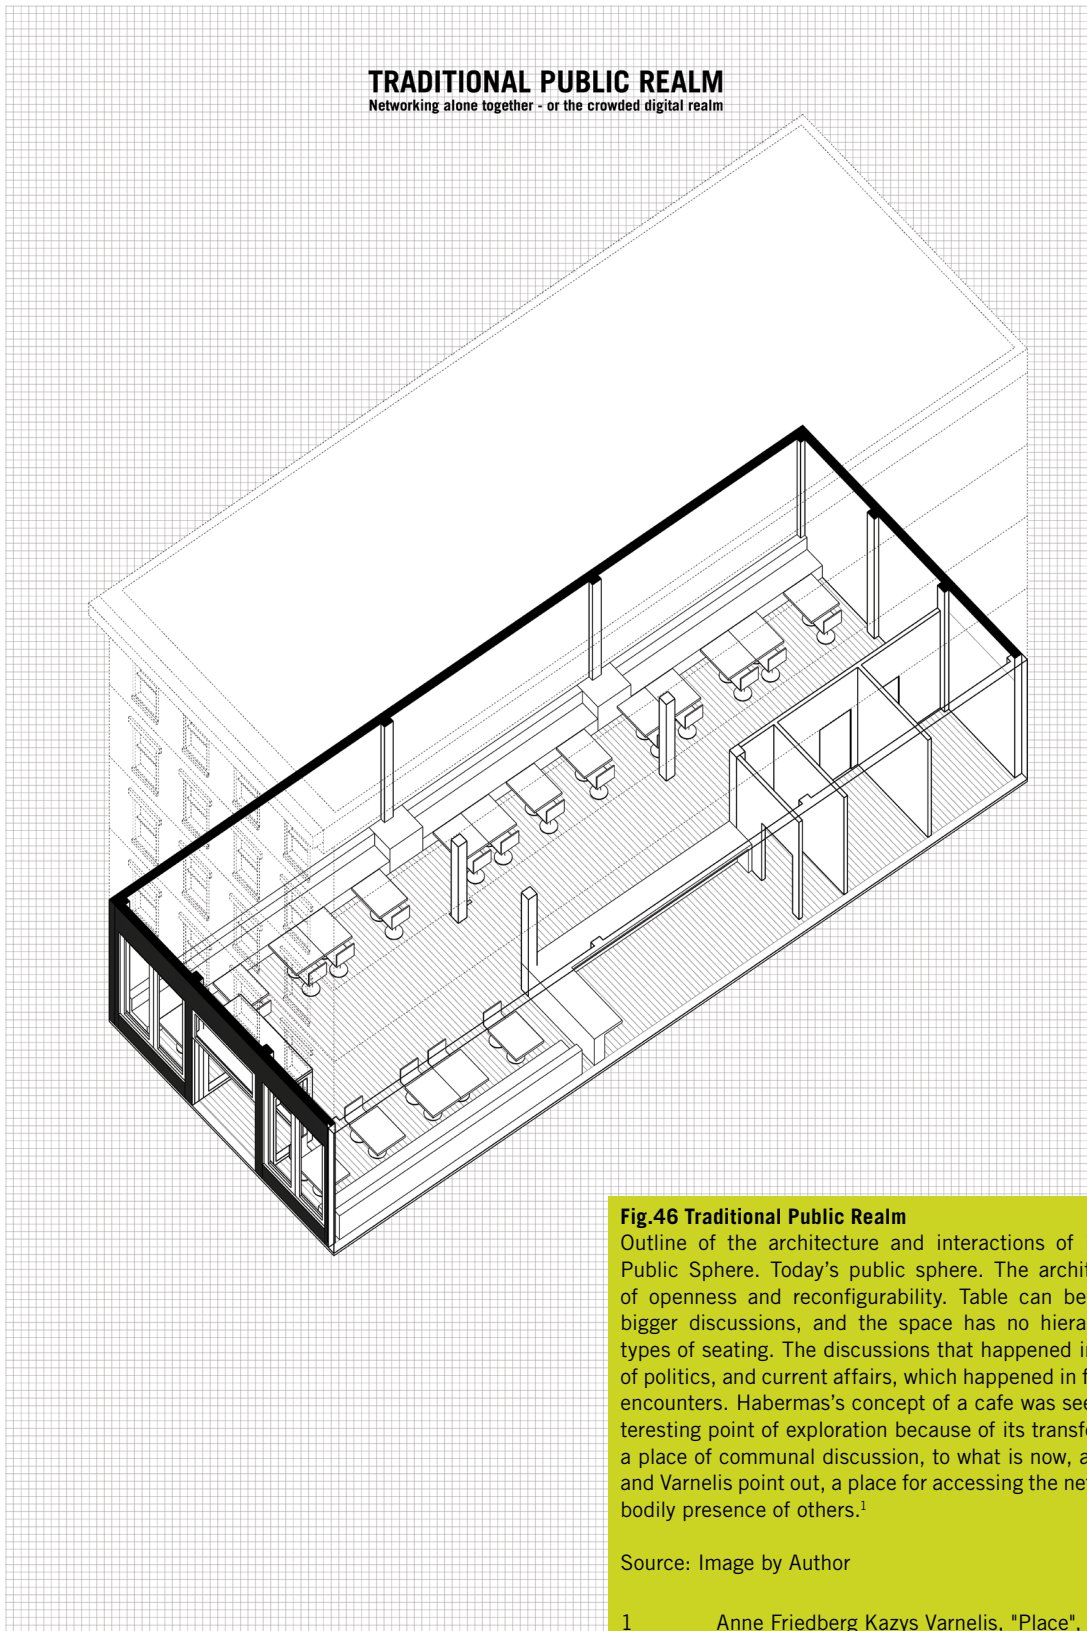 TRADITIONAL PUBLIC REALM
Networking alone together - or the crowded digital realm
Fig.46 Traditional Public Realm
Outline of the architecture and interactions of
Public Sphere. Today's public sphere. The archit
of openness and reconfigurability. Table can be
bigger discussions, and the space has no hiera
types of seating. The discussions that happened i
of politics, and current affairs, which happened in f
encounters. Habermas's concept of a cafe was see
teresting point of exploration because of its transf
a place of communal discussion, to what is now, a
and Varnelis point out, a place for accessing the ne
bodily presence of others.1
Source: Image by Author
1 Anne Friedberg Kazys Varnelis, "Place",